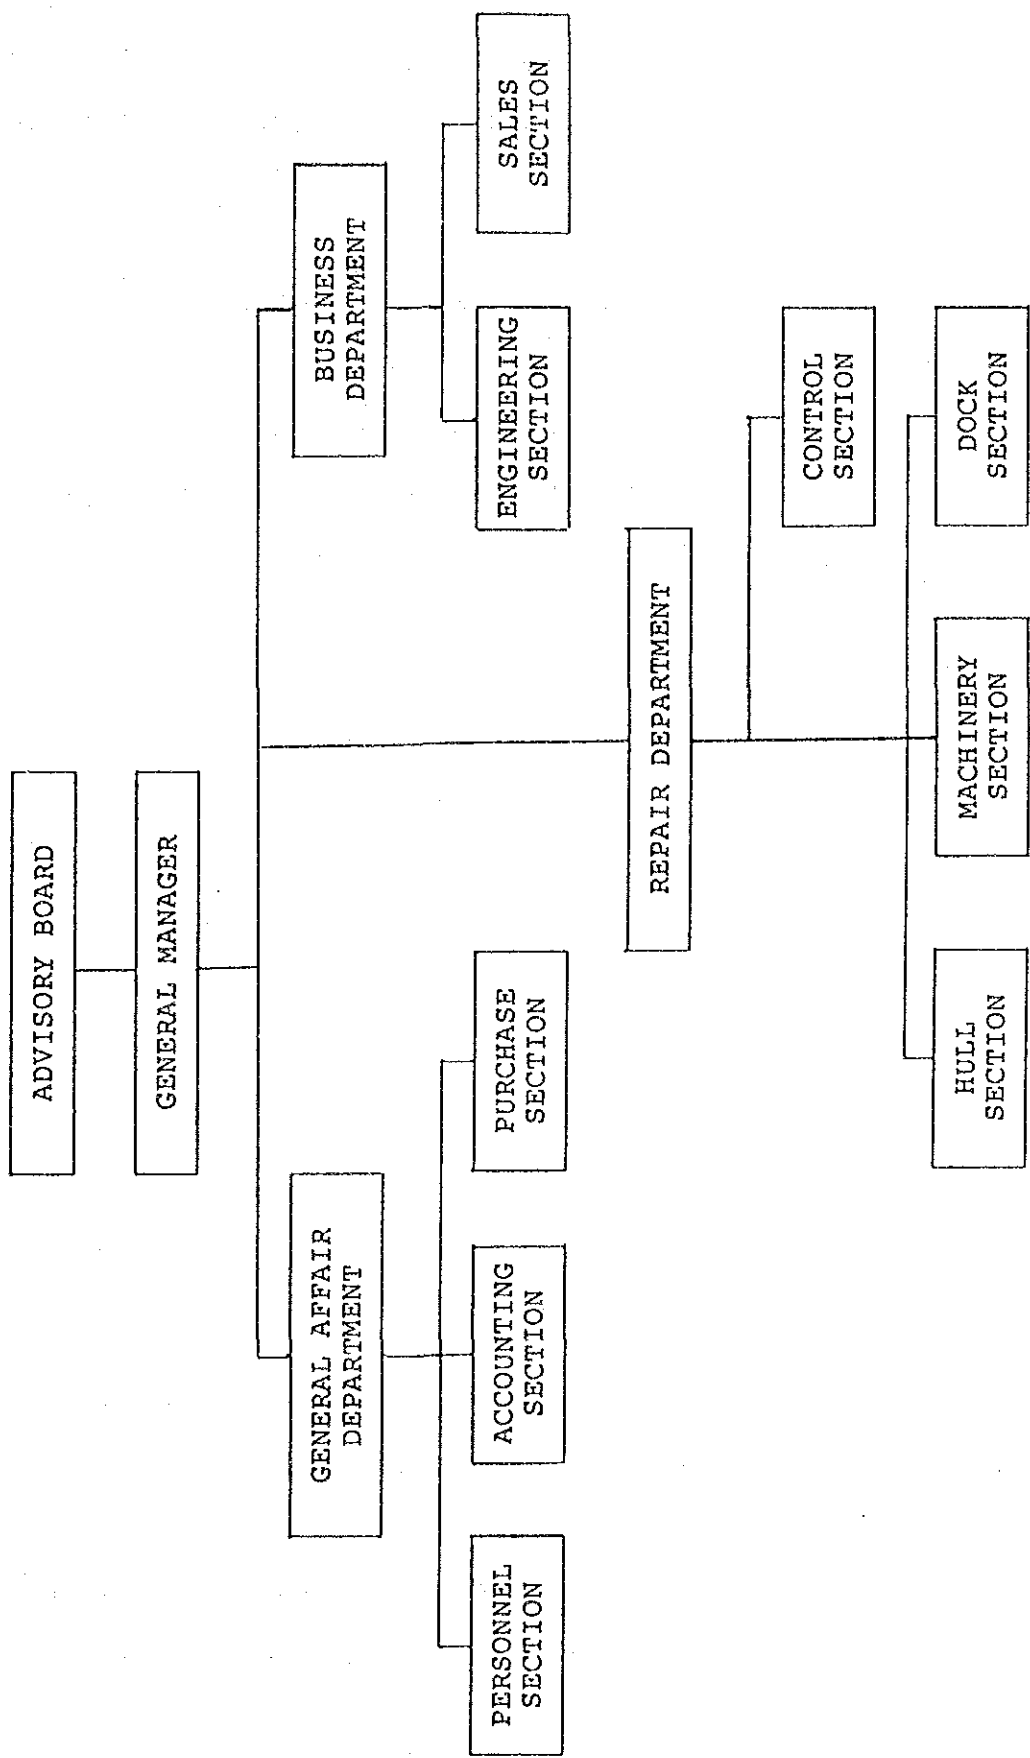 ADVISORY BOARD
GENERAL MANAGER
GENERAL AFFAIR
DEPARTMENT
BUSINESS
DEPARTMENT
PERSONNEL
SECTION
ACCOUNTING
SECTION
PURCHASE
SECTION
ENGINEERING
SECTION
SALES
SECTION
REPAIR DEPARTMENT
CONTROL
SECTION
HULL
SECTION
MACHINERY
SECTION
DOCK
SECTION